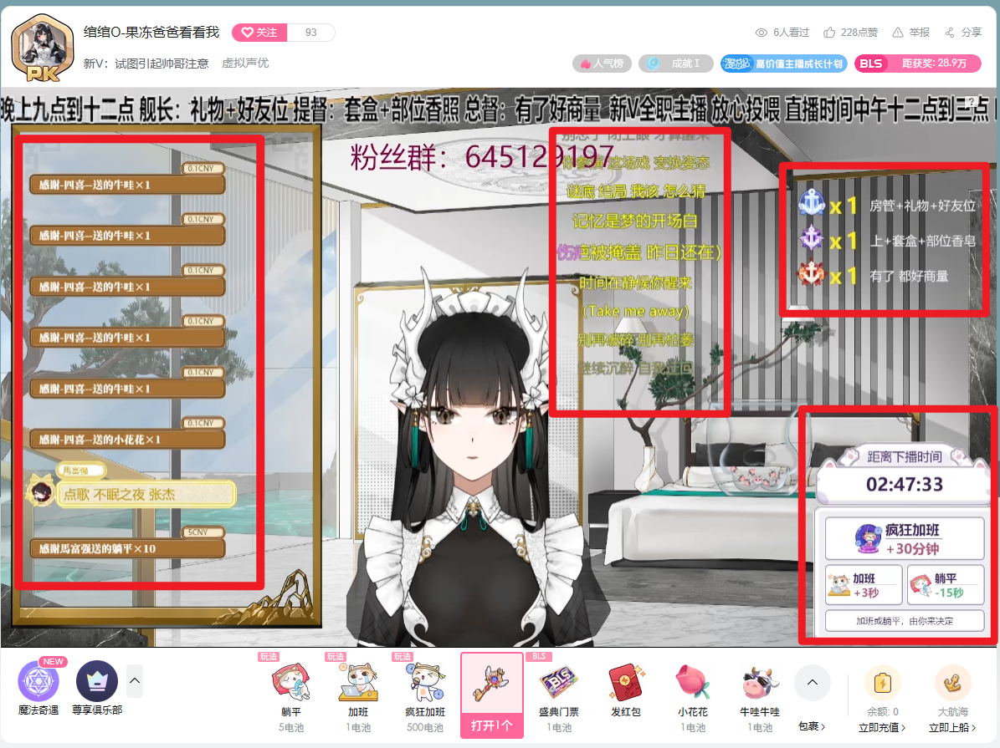 绾绾O-果冻爸爸看看我
关注
93
6人看过
228点赞
举报
分享
PK
新V：试图引起帅哥注意
虚拟声优
人气榜
成就 I
高价值主播成长计划
BLS
距获奖: 28.9万
晚上九点到十二点 舰长：礼物+好友位 提督：套盒+部位香照 总督：有了好商量 新V全职主播 放心投喂 直播时间中午十二点到三点
?
粉丝群：645129197
0.1CNY
感谢-四喜--送的牛哇×1
0.1CNY
感谢-四喜--送的牛哇×1
0.1CNY
感谢-四喜--送的牛哇×1
0.1CNY
感谢-四喜--送的牛哇×1
0.1CNY
感谢-四喜--送的牛哇×1
0.1CNY
感谢-四喜--送的小花花×1
馬富强
点歌 不眠之夜 张杰
5CNY
感谢馬富强送的躺平×10
别忘了 闭上眼 才算醒来
你参演 这场戏 变换姿态
谜底 结局 我该 怎么猜
记忆是梦的开场白
伤疤被掩盖 昨日还在)
时间在静候你醒来
(Take me away)
别再破碎 别再枯萎
继续沉醉 自我迂回
x 1 房管+礼物+好友位
x 1 上+套盒+部位香皂
x 1 有了 都好商量
距离下播时间
02:47:33
疯狂加班
+30分钟
加班
+3秒
躺平
-15秒
加班或躺平，由你来决定
NEW
魔法奇遇
尊享俱乐部
玩法
躺平
5电池
玩法
加班
1电池
玩法
疯狂加班
500电池
打开1个
BLS
BLS
盛典门票
1电池
发红包
小花花
1电池
牛哇牛哇
1电池
包裹
余额: 0
立即充值
大航海
立即上船